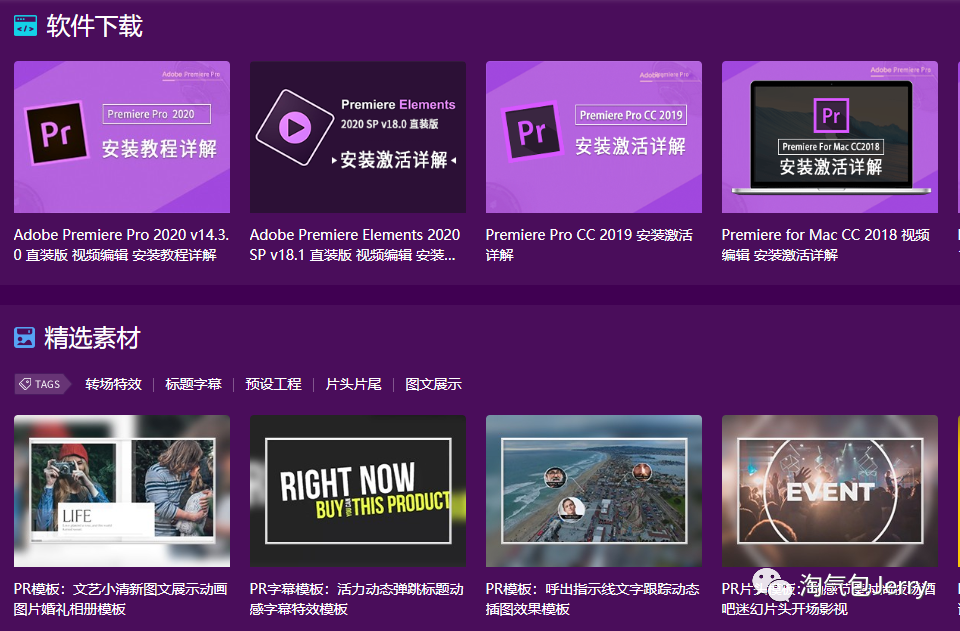 软件下载
Adobe Premiere Pro
Pr
Premiere Pro 2020
安装教程详解
Premiere Elements
2020 SP v18.0 直装版
安装激活详解
Adobe Premiere Pro
Pr
Premiere Pro CC 2019
安装激活详解
Adobe Premiere Pro
Pr
Premiere For Mac CC2018
安装激活详解
Adobe Premiere Pro 2020 v14.3.
0 直装版 视频编辑 安装教程详解
Adobe Premiere Elements 2020
SP v18.1 直装版 视频编辑 安装...
Premiere Pro CC 2019 安装激活
详解
Premiere for Mac CC 2018 视频
编辑 安装激活详解
精选素材
TAGS
转场特效
标题字幕
预设工程
片头片尾
图文展示
LIFE
RIGHT NOW
BUY
THIS PRODUCT
EVENT
PR模板：文艺小清新图文展示动画
图片婚礼相册模板
PR字幕模板：活力动态弹跳标题动
感字幕特效模板
PR模板：呼出指示线文字跟踪动态
插图效果模板
PR片头模板：动感节
酒
吧迷幻片头开场影视
淘气包Jerry